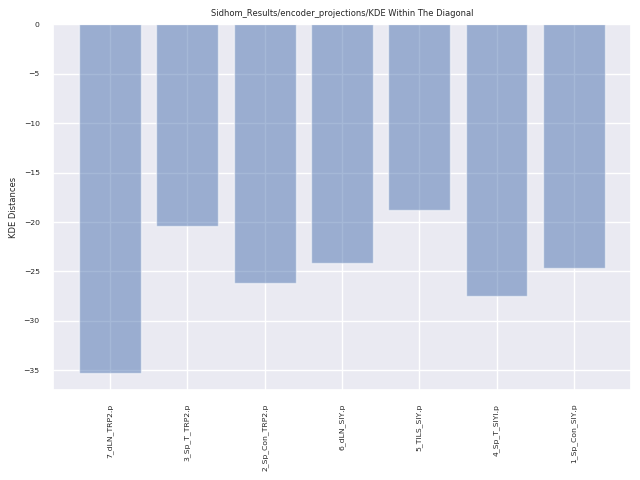 Sidhom_Results/encoder_projections/KDE Within The Diagonal
KDE Distances
0
−5
−10
−15
−20
−25
−30
−35
7_dLN_TRP2.p
3_Sp_T_TRP2.p
2_Sp_Con_TRP2.p
6_dLN_SIY.p
5_TILS_SIY.p
4_Sp_T_SIYI.p
1_Sp_Con_SIY.p